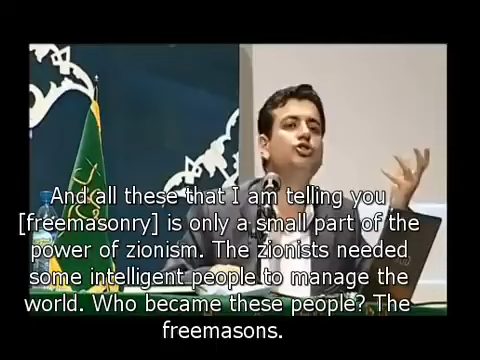 And all these that I am telling you
[freemasonry] is only a small part of the
power of zionism. The zionists needed
some intelligent people to manage the
world. Who became these people? The
freemasons.